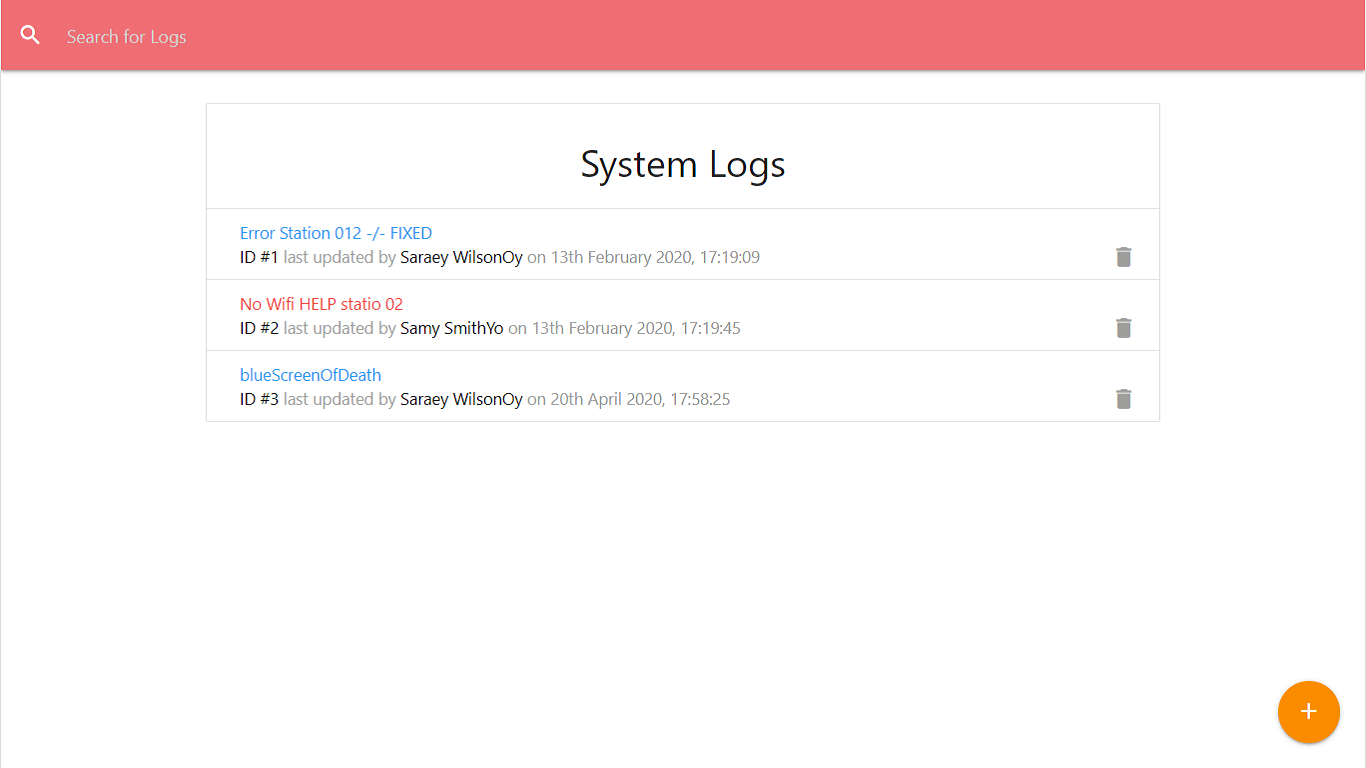 Search for Logs
System Logs
Error Station 012 -/- FIXED
ID #1 last updated by Saraey WilsonOy on 13th February 2020, 17:19:09
No Wifi HELP statio 02
ID #2 last updated by Samy SmithYo on 13th February 2020, 17:19:45
blueScreenOfDeath
ID #3 last updated by Saraey WilsonOy on 20th April 2020, 17:58:25